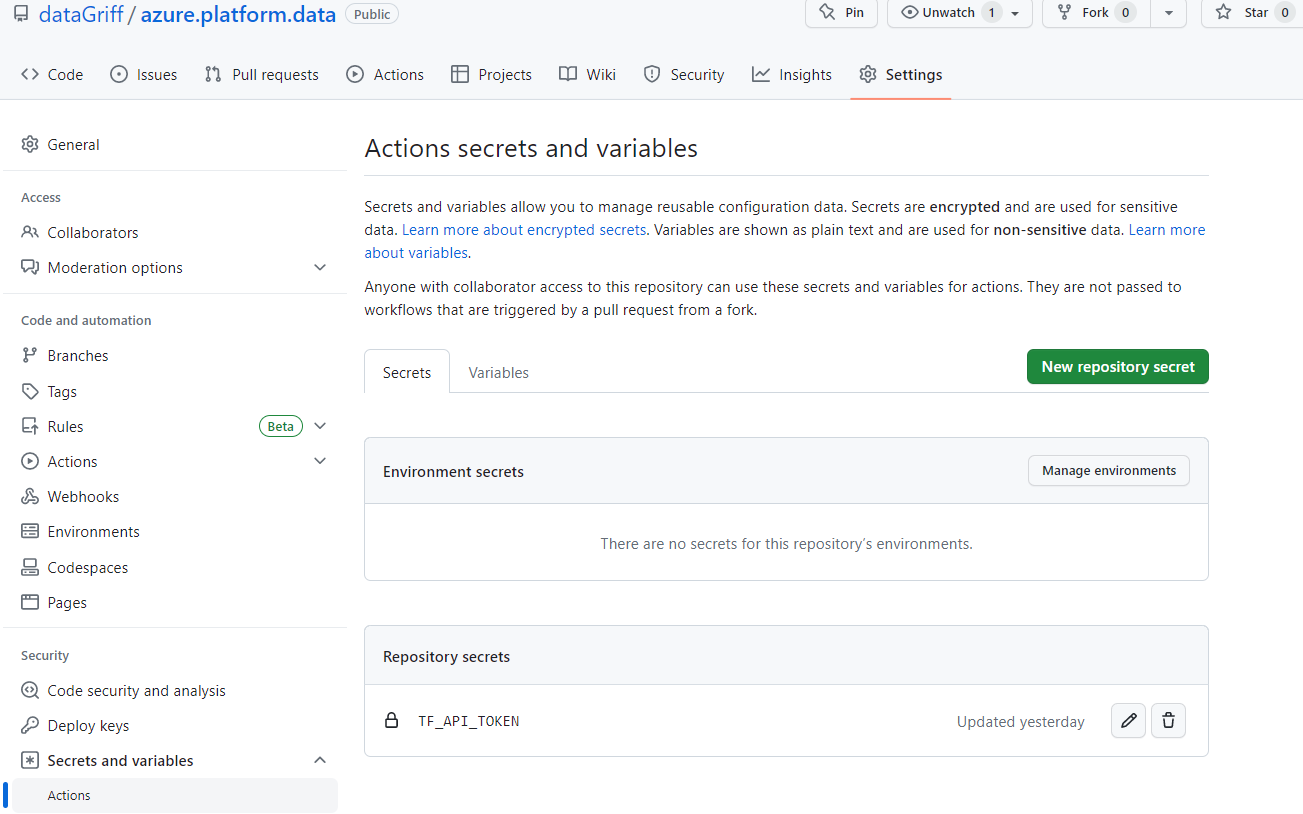 dataGriff / azure.platform.data Public
Pin
Unwatch 1
Fork 0
Star 0
Code
Issues
Pull requests
Actions
Projects
Wiki
Security
Insights
Settings
General
Access
Collaborators
Moderation options
Code and automation
Branches
Tags
Rules Beta
Actions
Webhooks
Environments
Codespaces
Pages
Security
Code security and analysis
Deploy keys
Secrets and variables
Actions
Actions secrets and variables
Secrets and variables allow you to manage reusable configuration data. Secrets are encrypted and are used for sensitive
data. Learn more about encrypted secrets. Variables are shown as plain text and are used for non-sensitive data. Learn more
about variables.
Anyone with collaborator access to this repository can use these secrets and variables for actions. They are not passed to
workflows that are triggered by a pull request from a fork.
Secrets
Variables
New repository secret
Environment secrets
Manage environments
There are no secrets for this repository's environments.
Repository secrets
TF_API_TOKEN
Updated yesterday